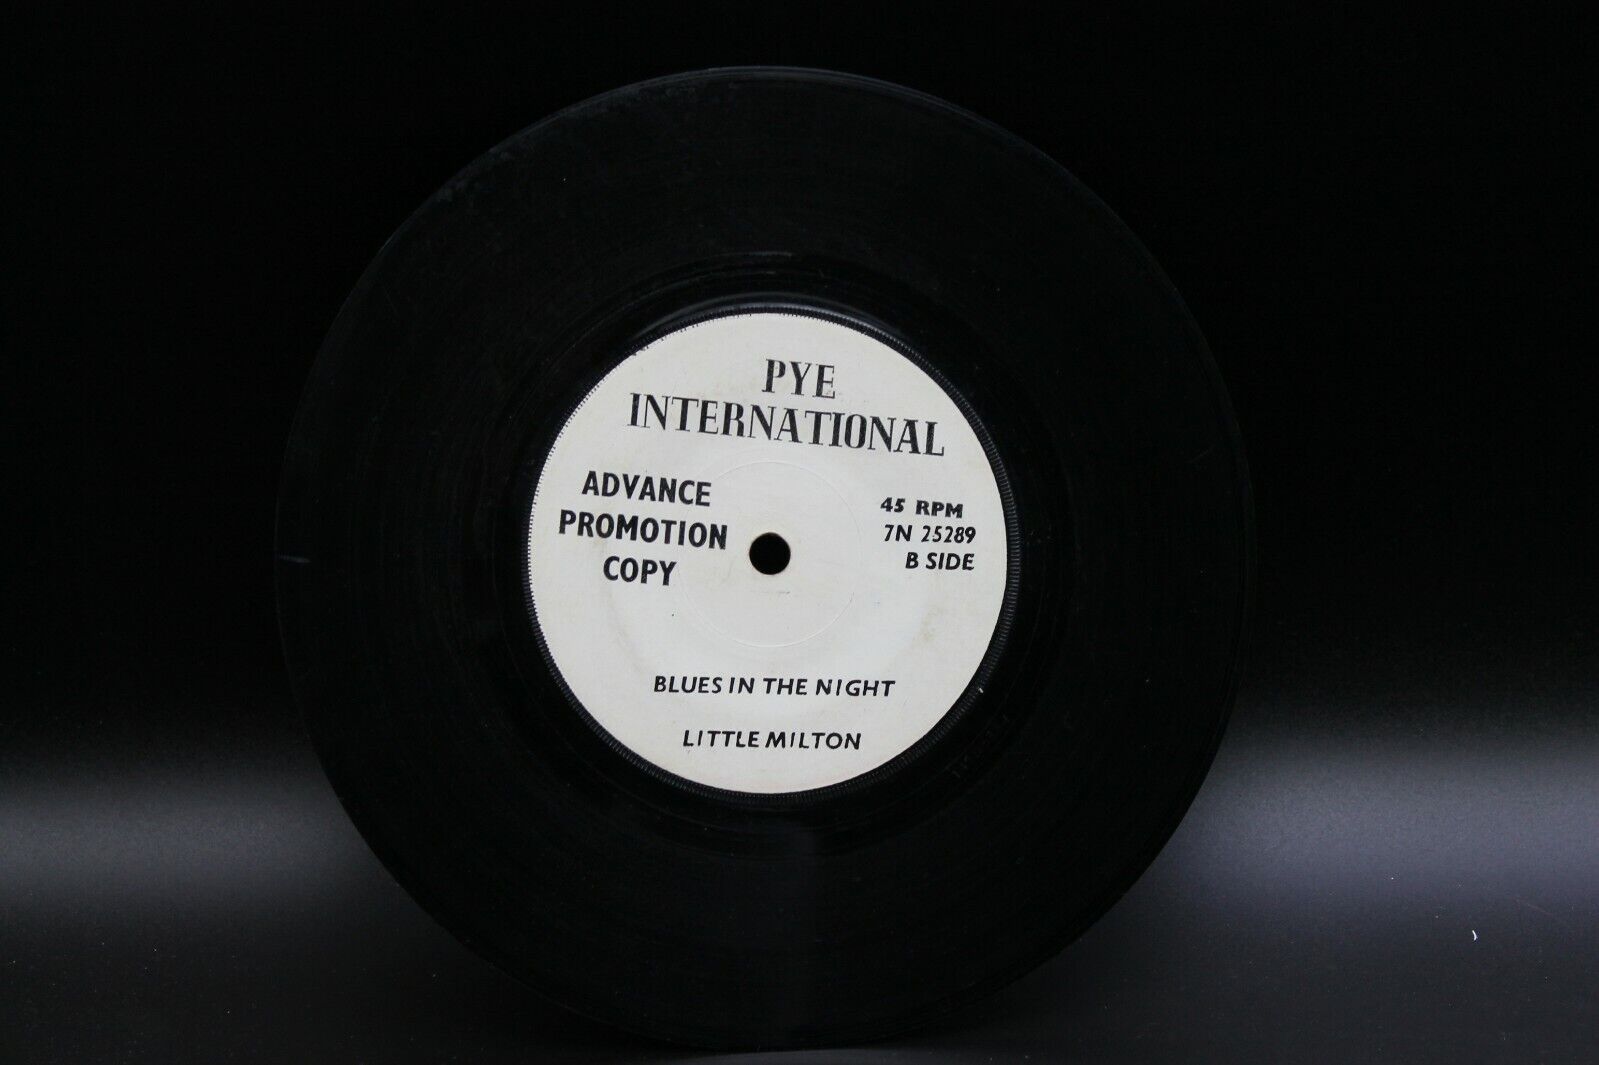 PYE
INTERNATIONAL
ADVANCE
PROMOTION
COPY
45 RPM
7N 25289
B SIDE
BLUES IN THE NIGHT
LITTLE MILTON